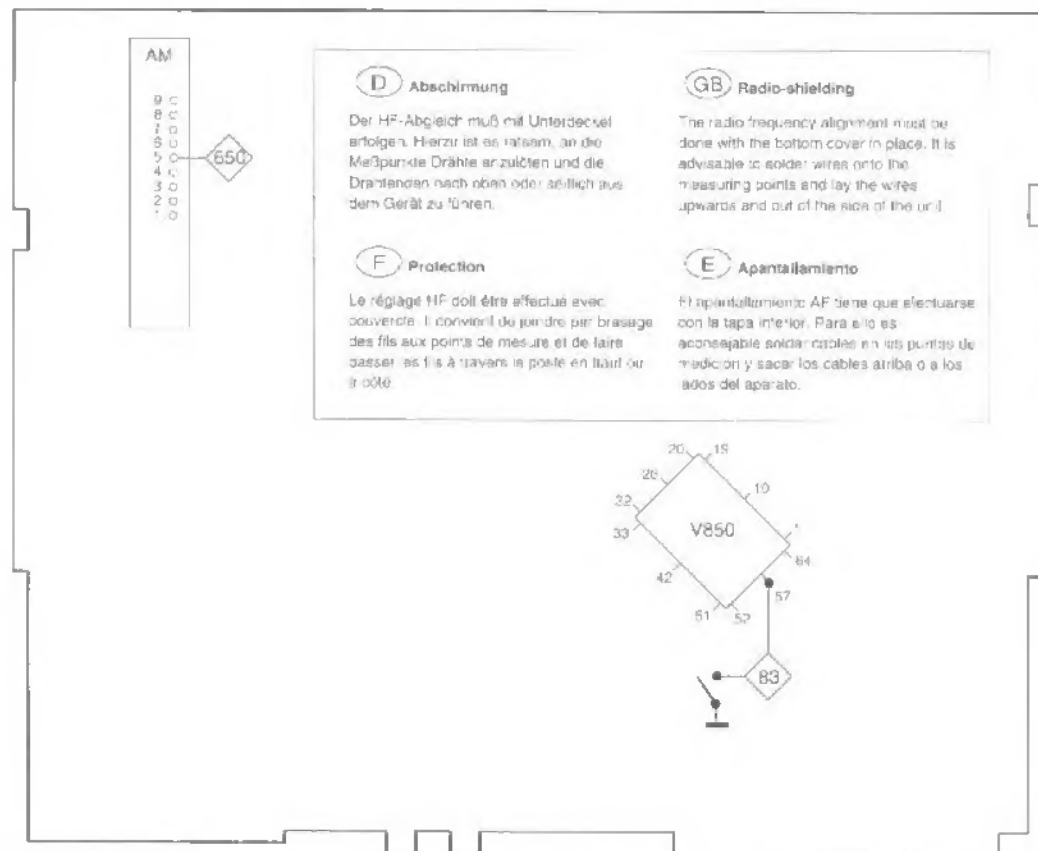 AM
9
8
7
6
5
4
3
2
1
650
D Abschirmung
Der HF-Abgleich muß mit Unterdeckel
erfolgen. Hierzu ist es ratsam, an die
Meßpunkte Drähte anzulöten und die
Drahtenden nach oben oder seitlich aus
dem Gerät zu führen.
GB Radio-shielding
The radio frequency alignment must be
done with the bottom cover in place. It is
advisable to solder wires onto the
measuring points and lay the wires
upwards and out of the side of the unit
F Protection
Le réglage HF doit être effectué avec
couvercle. Il convient de joindre par brasage
des fils aux points de mesure et de faire
passer les fils à travers le poste en haut ou
à côté.
E Apantallamiento
El apantallamiento AF tiene que efectuarse
con la tapa inferior. Para ello es
aconsejable soldar cables en los puntos de
medición y sacar los cables arriba o a los
lados del aparato.
20
19
26
10
32
33
V850
1
64
42
57
51
52
83